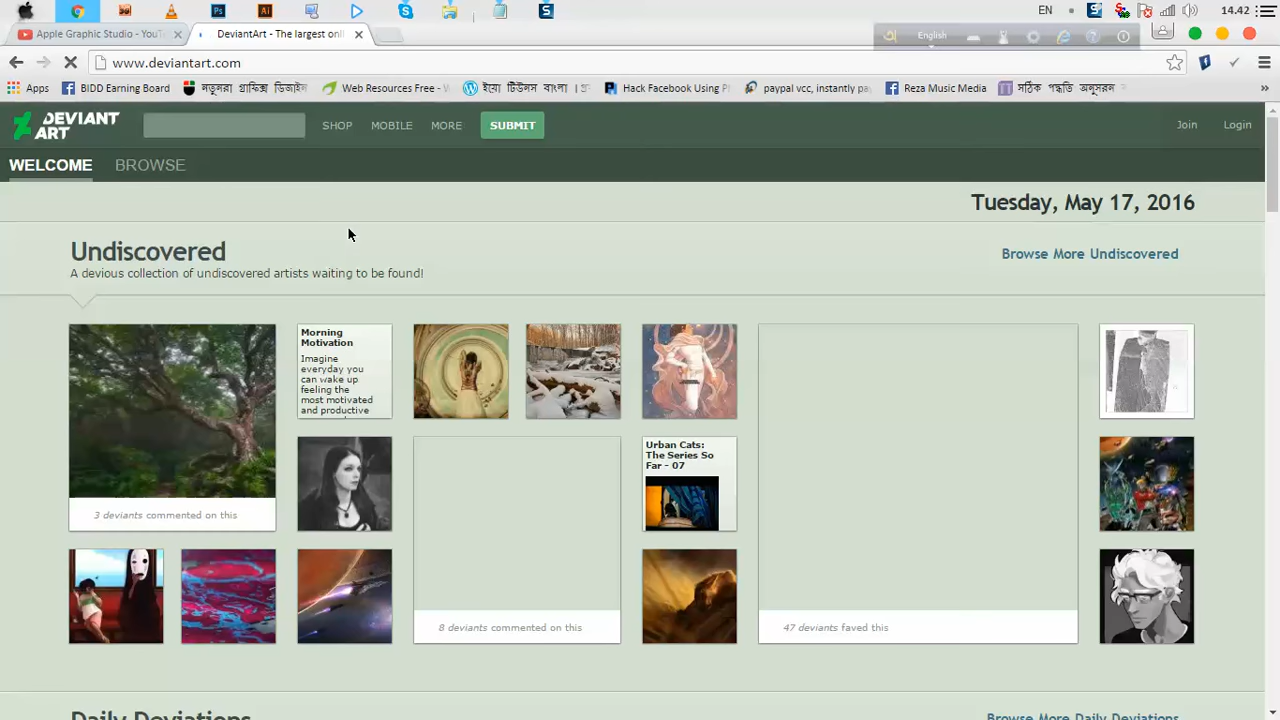 EN
14.42
Apple Graphic Studio - YouT
DeviantArt - The largest onl
English
www.deviantart.com
Apps
BIDD Earning Board
নতুনরা গ্রাফিক্স ডিজাইন
Web Resources Free - W
ইয়ো টিউনস বাংলা
Hack Facebook Using P
paypal vcc, instantly pa
Reza Music Media
সঠিক পদ্ধতি অনুসরন
»
DEVIANT
ART
SHOP
MOBILE
MORE
SUBMIT
Join
Login
WELCOME
BROWSE
Tuesday, May 17, 2016
Undiscovered
Browse More Undiscovered
A devious collection of undiscovered artists waiting to be found!
Morning
Motivation
Imagine
everyday you
can wake up
feeling the
most motivated
and productive
Urban Cats:
The Series So
Far - 07
3 deviants commented on this
8 deviants commented on this
47 deviants faved this
Daily Deviations
Browse More Daily Deviations